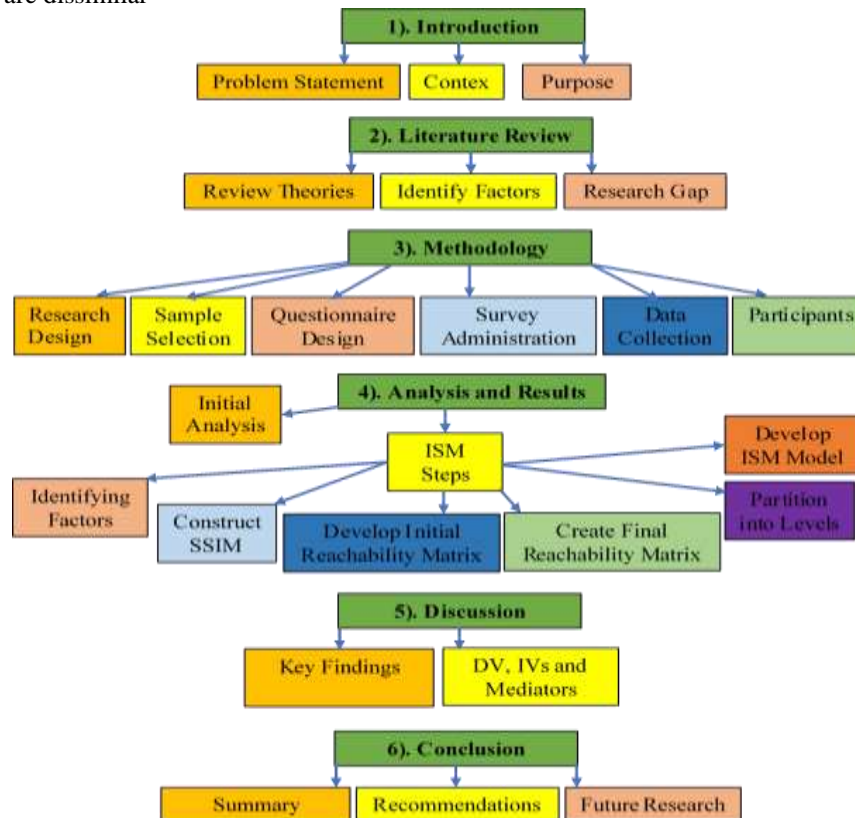 are dissimilar
1). Introduction
Problem Statement
Contex
Purpose
2). Literature Review
Review Theories
Identify Factors
Research Gap
3). Methodology
Research
Design
Sample
Selection
Questionnaire
Design
Survey
Administration
Data
Collection
Participants
4). Analysis and Results
Initial
Analysis
ISM
Steps
Develop
ISM Model
Identifying
Factors
Construct
SSIM
Develop Initial
Reachability Matrix
Create Final
Reachability Matrix
Partition
into Levels
5). Discussion
Key Findings
DV, IVs and
Mediators
6). Conclusion
Summary
Recommendations
Future Research